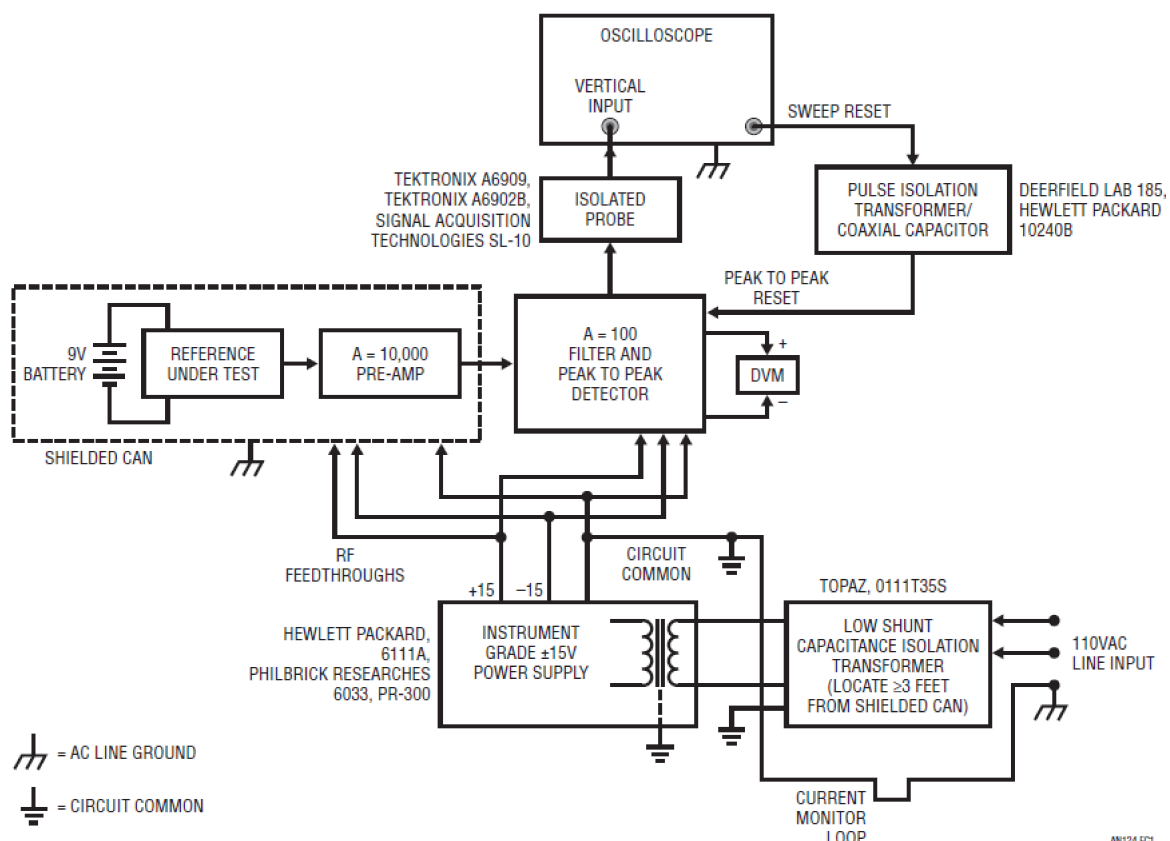 OSCILLOSCOPE
VERTICAL
INPUT
SWEEP RESET
TEKTRONIX A6909,
TEKTRONIX A6902B,
SIGNAL ACQUISITION
TECHNOLOGIES SL-10
ISOLATED
PROBE
PULSE ISOLATION
TRANSFORMER/
COAXIAL CAPACITOR
DEERFIELD LAB 185,
HEWLETT PACKARD
10240B
PEAK TO PEAK
RESET
9V
BATTERY
REFERENCE
UNDER TEST
A = 10,000
PRE-AMP
A = 100
FILTER AND
PEAK TO PEAK
DETECTOR
+
DVM
–
SHIELDED CAN
RF
FEEDTHROUGHS
+15
–15
CIRCUIT
COMMON
TOPAZ, 0111T35S
HEWLETT PACKARD,
6111A,
PHILBRICK RESEARCHES
6033, PR-300
INSTRUMENT
GRADE ±15V
POWER SUPPLY
LOW SHUNT
CAPACITANCE ISOLATION
TRANSFORMER
(LOCATE ≥3 FEET
FROM SHIELDED CAN)
110VAC
LINE INPUT
= AC LINE GROUND
= CIRCUIT COMMON
CURRENT
MONITOR
LOOP
AN124 FC1